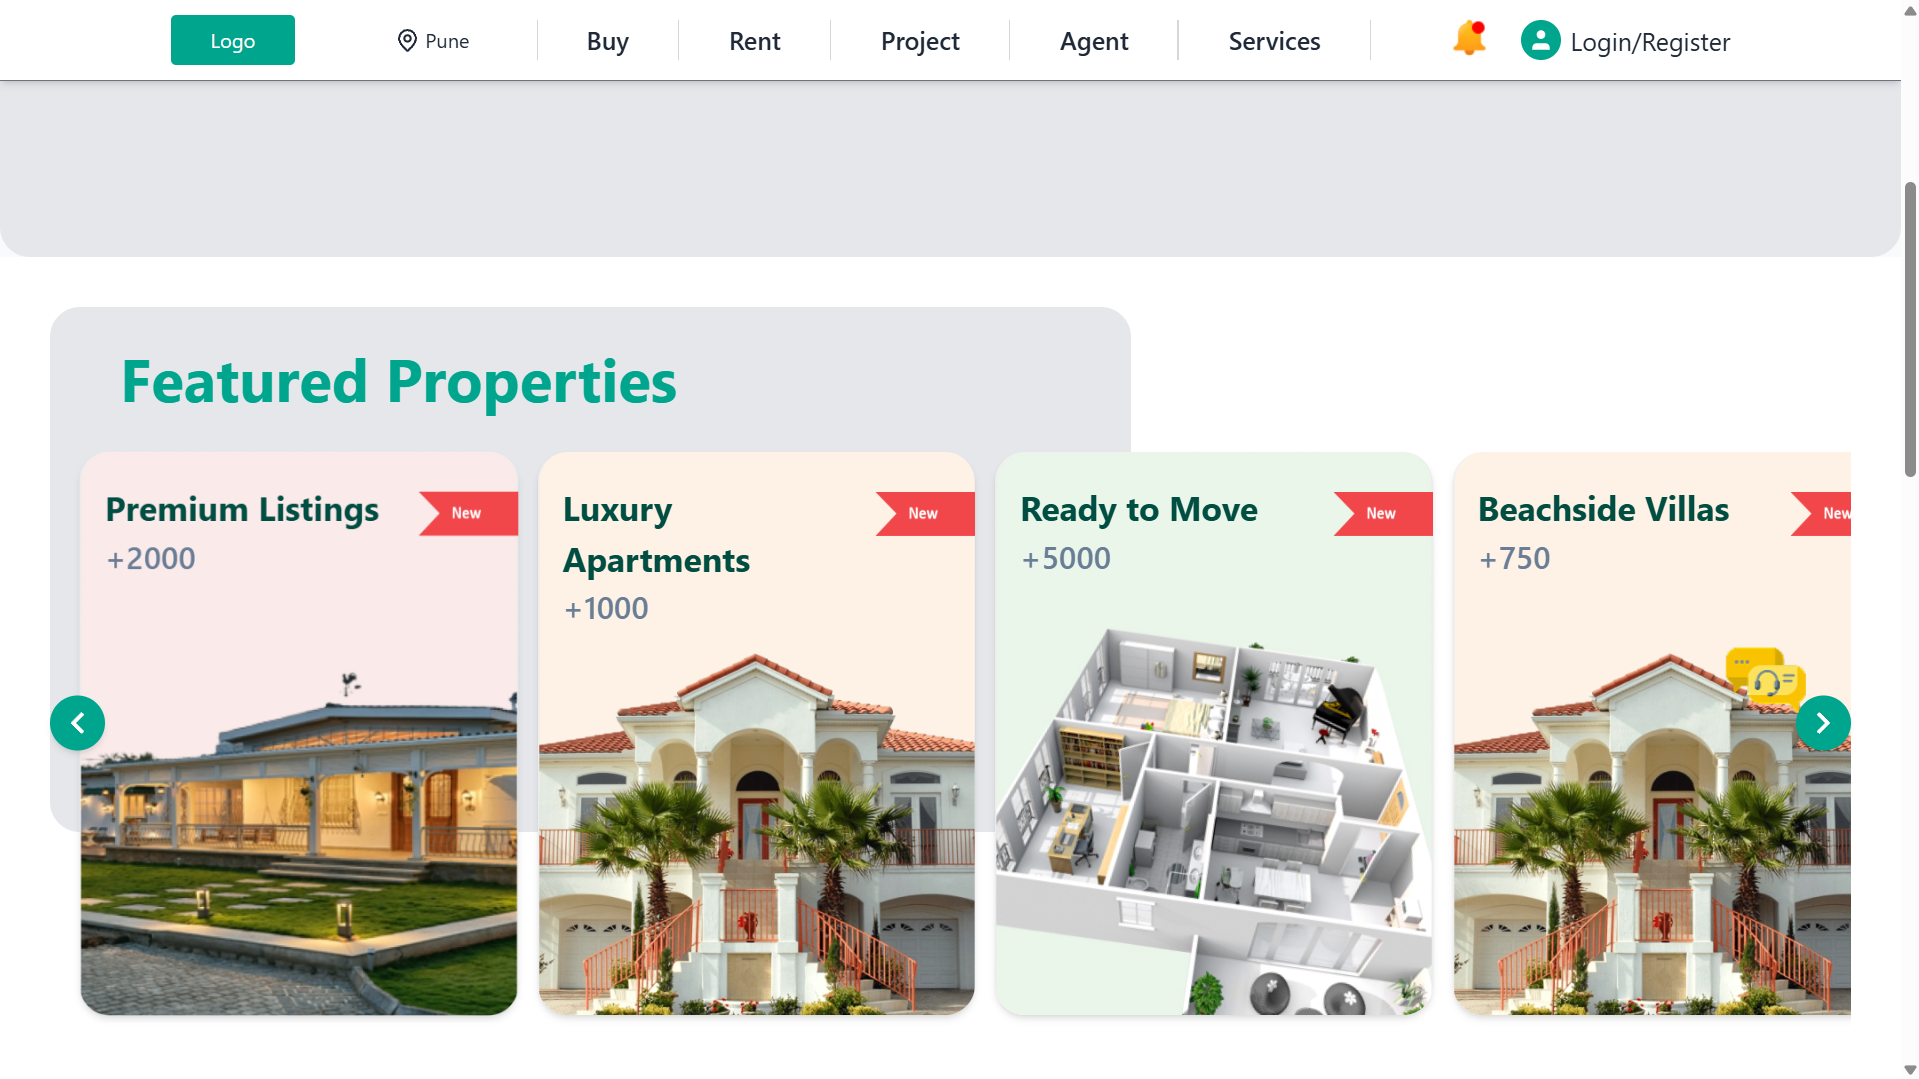 Logo
Pune
Buy
Rent
Project
Agent
Services
Login/Register
Featured Properties
Premium Listings
New
+2000
Luxury
Apartments
New
+1000
Ready to Move
New
+5000
Beachside Villas
New
+750